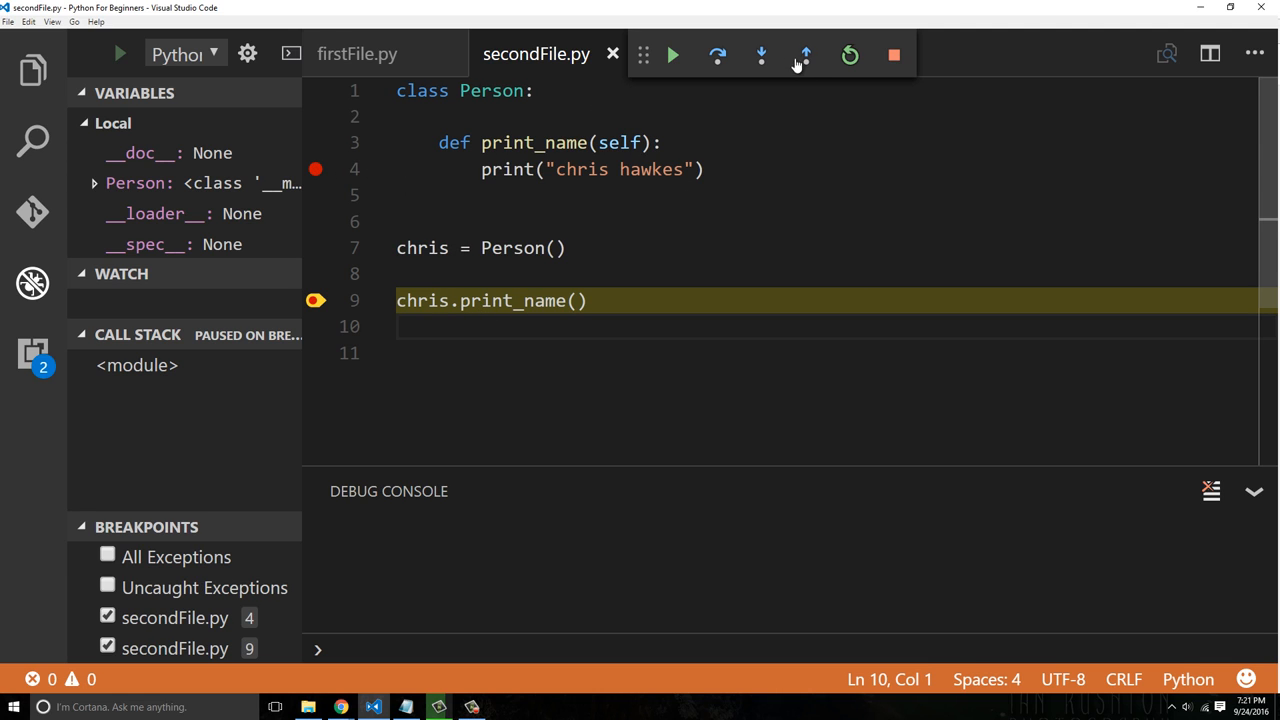 secondFile.py - Python For Beginners - Visual Studio Code
File Edit View Go Help
Python
firstFile.py
secondFile.py
VARIABLES
Local
__doc__: None
Person: <class '__m...
__loader__: None
__spec__: None
WATCH
CALL STACK PAUSED ON BRE...
<module>
BREAKPOINTS
All Exceptions
Uncaught Exceptions
secondFile.py 4
secondFile.py 9
2
1 class Person:
2
3 def print_name(self):
4 print("chris hawkes")
5
6
7 chris = Person()
8
9 chris.print_name()
10
11
DEBUG CONSOLE
0 0
Ln 10, Col 1 Spaces: 4 UTF-8 CRLF Python
I'm Cortana. Ask me anything.
7:21 PM
9/24/2016